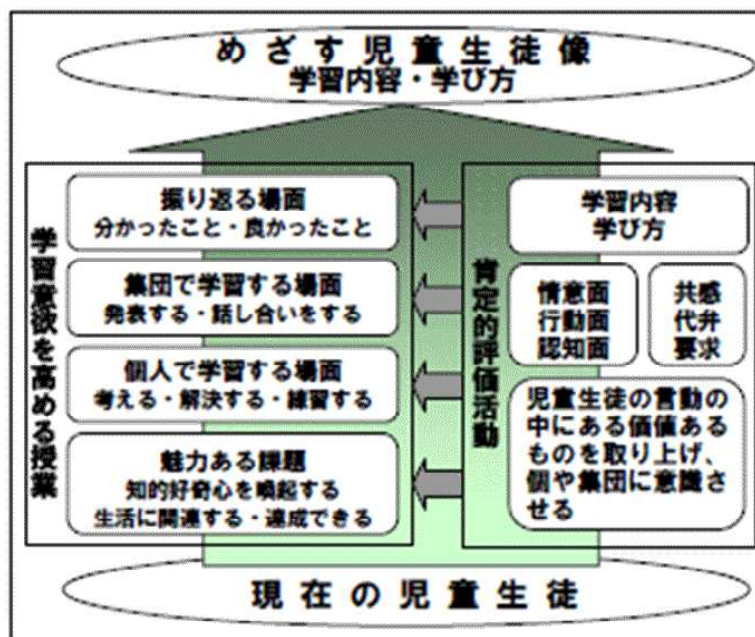 めざす児童生徒像
学習内容・学び方
学習意欲を高める授業
振り返る場面
分かったこと・良かったこと
集団で学習する場面
発表する・話し合いをする
個人で学習する場面
考える・解決する・練習する
魅力ある課題
知的好奇心を喚起する
生活に関連する・達成できる
肯定的評価活動
学習内容
学び方
情意面
行動面
認知面
共感
代弁
要求
児童生徒の言動の
中にある価値ある
ものを取り上げ、
個や集団に意識さ
せる
現在の児童生徒